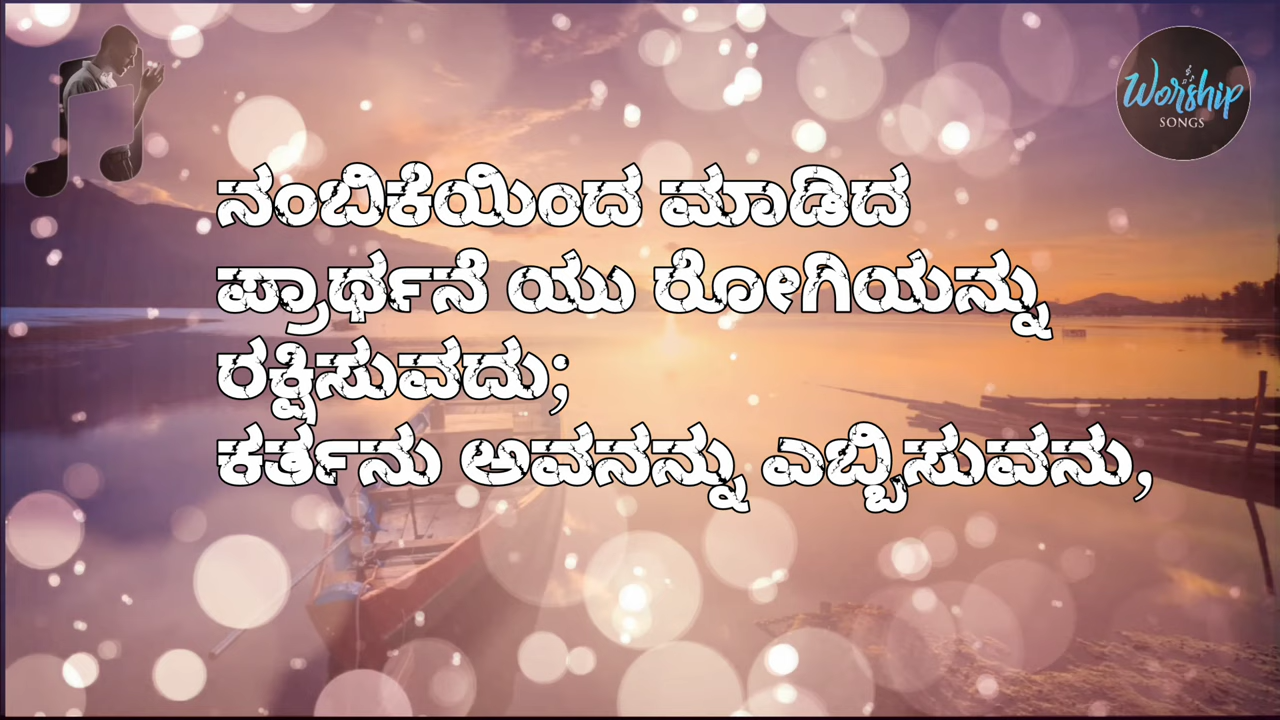 Worship
SONGS
ನಂಬಿಕೆಯಿಂದ ಮಾಡಿದ
ಪ್ರಾರ್ಥನೆ ಯು ರೋಗಿಯನ್ನು
ರಕ್ಷಿಸುವದು;
ಕರ್ತನು ಅವನನ್ನು ಎಬ್ಬಿಸುವನು,